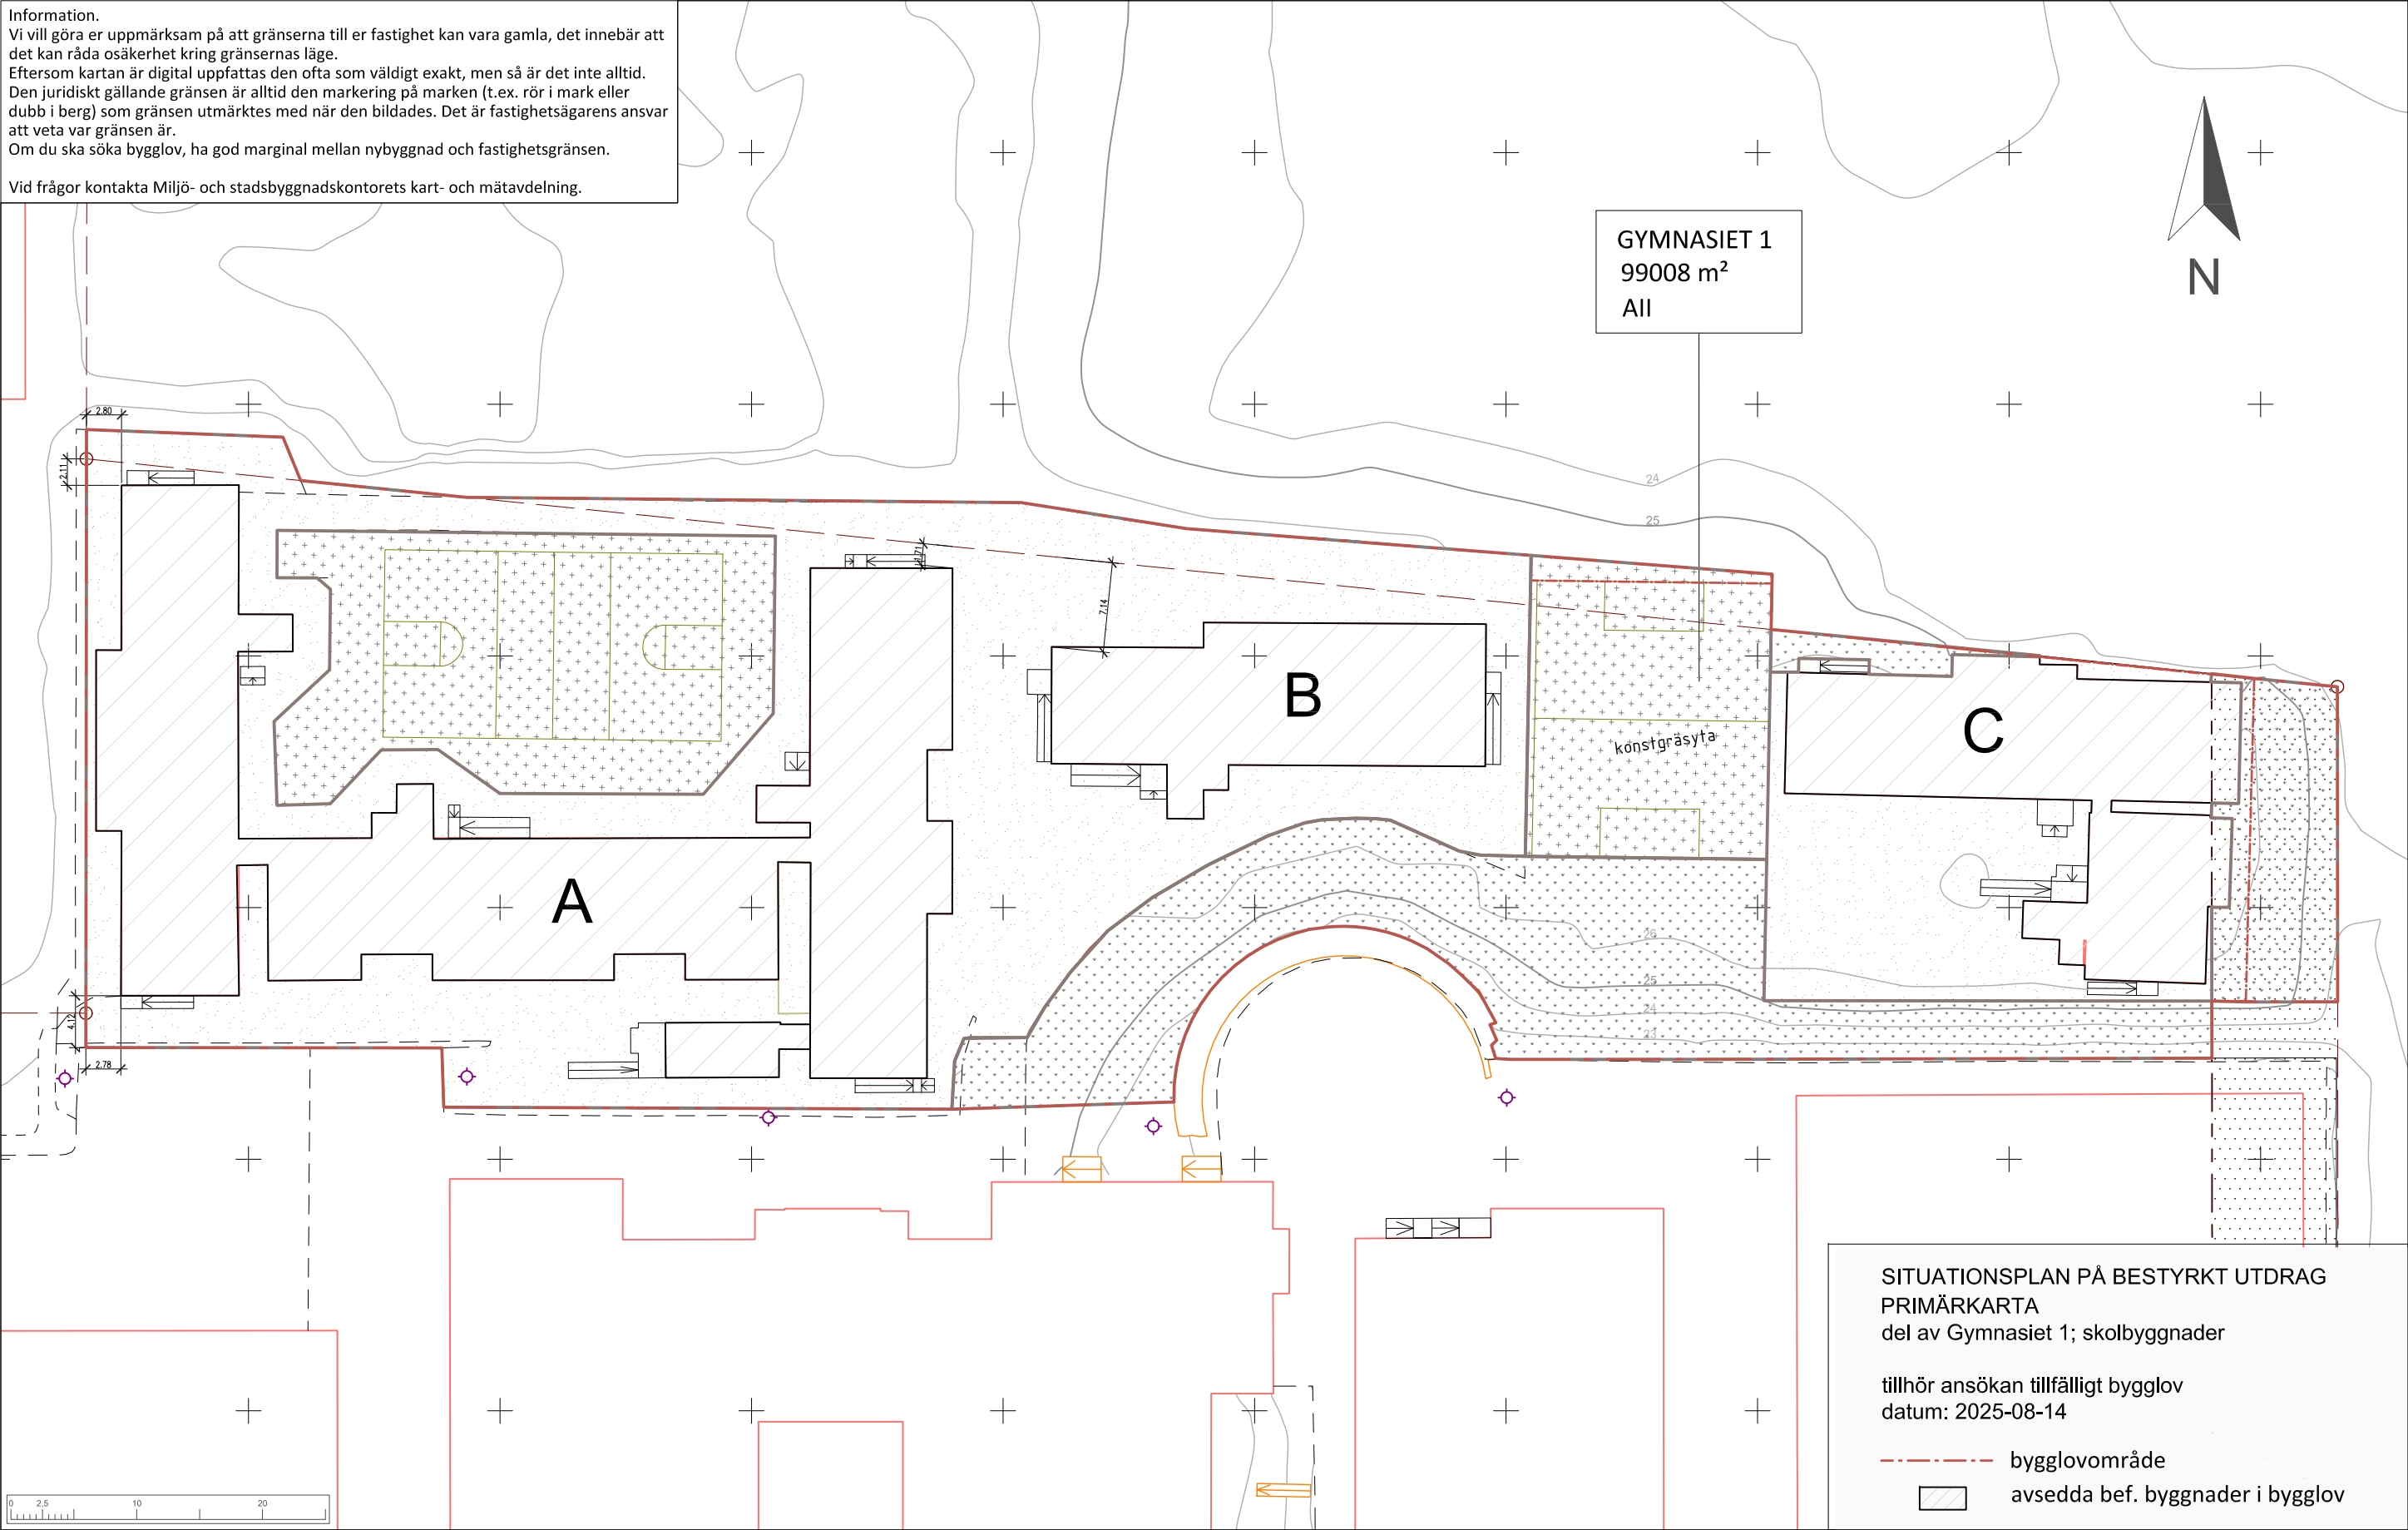 Information.
Vi vill göra er uppmärksam på att gränserna till er fastighet kan vara gamla, det innebär att
det kan råda osäkerhet kring gränsernas läge.
Eftersom kartan är digital uppfattas den ofta som väldigt exakt, men så är det inte alltid.
Den juridiskt gällande gränsen är alltid den markering på marken (t.ex. rör i mark eller
dubb i berg) som gränsen utmärktes med när den bildades. Det är fastighetsägarens ansvar
att veta var gränsen är.
Om du ska söka bygglov, ha god marginal mellan nybyggnad och fastighetsgränsen.
Vid frågor kontakta Miljö- och stadsbyggnadskontorets kart- och mätavdelning.
GYMNASIET 1
99008 m²
AII
N
2.80
2.11
24
25
7.14
B
C
konstgräsyta
A
26
25
24
23
4.12
2.78
SITUATIONSPLAN PÅ BESTYRKT UTDRAG
PRIMÄRKARTA
del av Gymnasiet 1; skolbyggnader
tillhör ansökan tillfälligt bygglov
datum: 2025-08-14
bygglovområde
avsedda bef. byggnader i bygglov
0 2.5 10 20